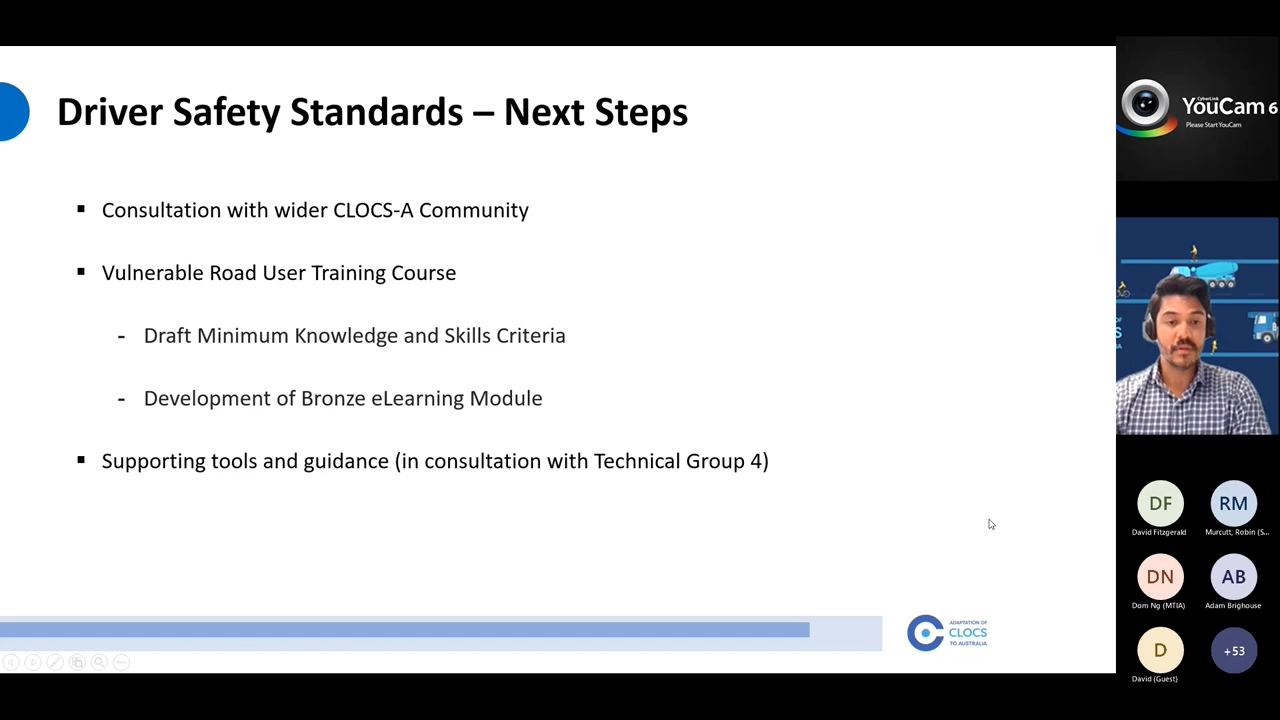 Driver Safety Standards – Next Steps
Consultation with wider CLOCS-A Community
Vulnerable Road User Training Course
- Draft Minimum Knowledge and Skills Criteria
- Development of Bronze eLearning Module
Supporting tools and guidance (in consultation with Technical Group 4)
ADAPTATION OF
CLOCS
TO AUSTRALIA
CyberLink
YouCam 6
Please Start YouCam
DF
David Fitzgerald
RM
Murcutt, Robin (S...
DN
Dom Ng (MTIA)
AB
Adam Brighouse
D
David (Guest)
+53